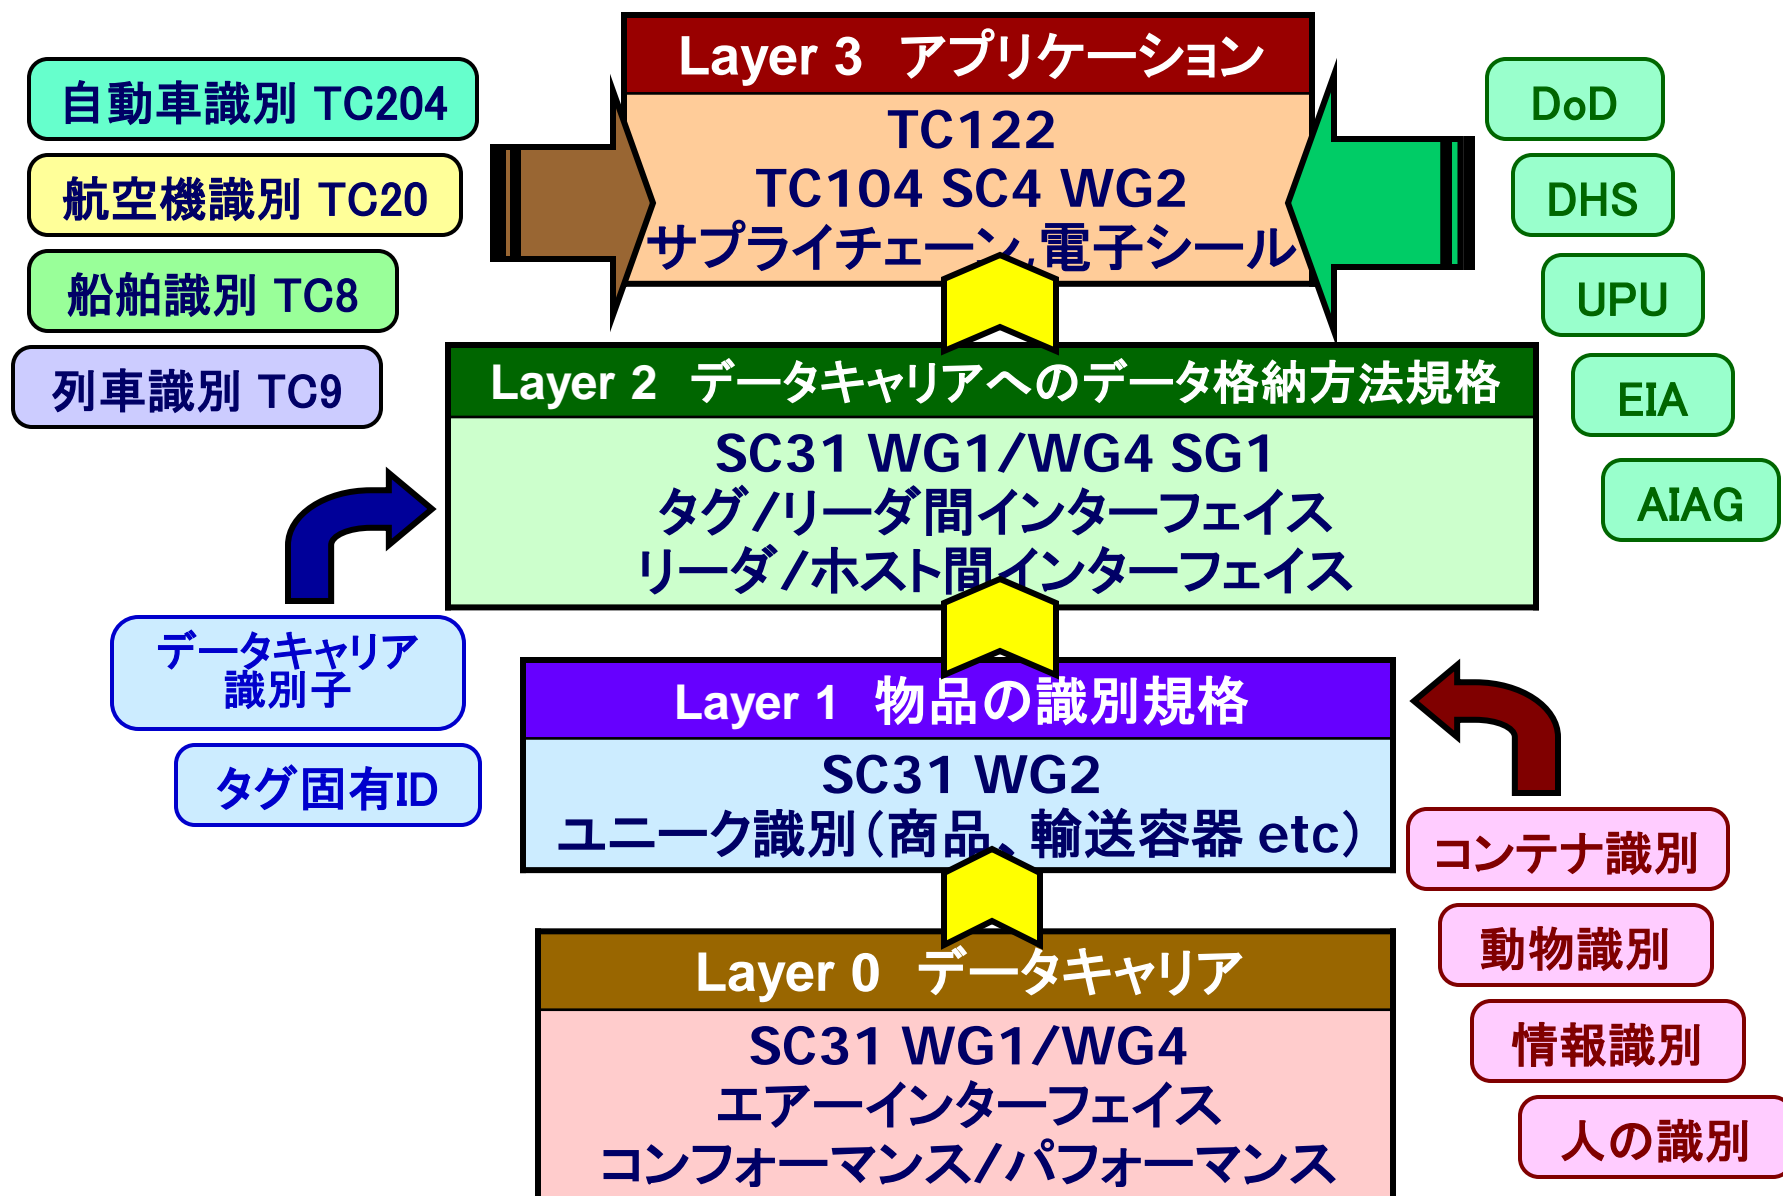 Layer 3 アプリケーション
TC122
TC104 SC4 WG2
サプライチェーン,電子シール
自動車識別 TC204
航空機識別 TC20
船舶識別 TC8
列車識別 TC9
DoD
DHS
UPU
EIA
AIAG
Layer 2 データキャリアへのデータ格納方法規格
SC31 WG1/WG4 SG1
タグ/リーダ間インターフェイス
リーダ/ホスト間インターフェイス
データキャリア
識別子
タグ固有ID
Layer 1 物品の識別規格
SC31 WG2
ユニーク識別(商品、輸送容器 etc)
コンテナ識別
動物識別
情報識別
人の識別
Layer 0 データキャリア
SC31 WG1/WG4
エアーインターフェイス
コンフォーマンス/パフォーマンス